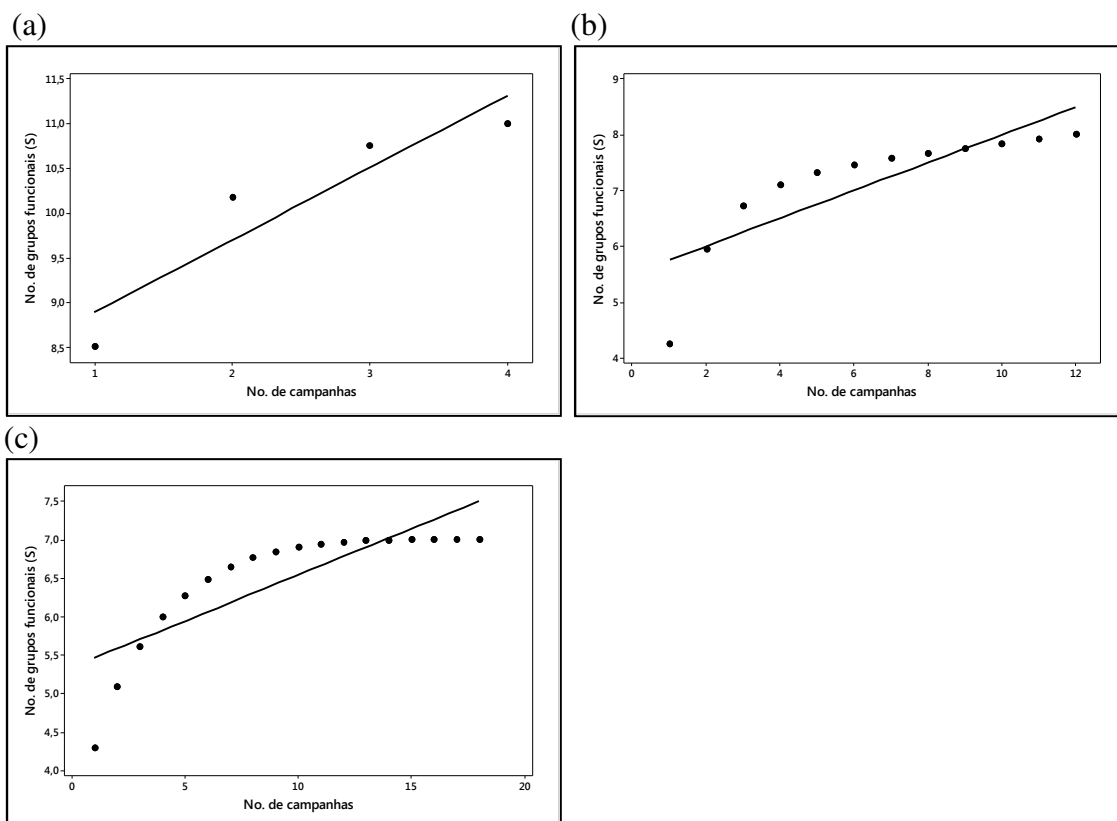 (a)
11,5
11,0
10,5
10,0
9,5
9,0
8,5
No. de grupos funcionais (S)
1 2 3 4
No. de campanhas
(b)
9
8
7
6
5
4
No. de grupos funcionais (S)
0 2 4 6 8 10 12
No. de campanhas
(c)
7,5
7,0
6,5
6,0
5,5
5,0
4,5
4,0
No. de grupos funcionais (S)
0 5 10 15 20
No. de campanhas